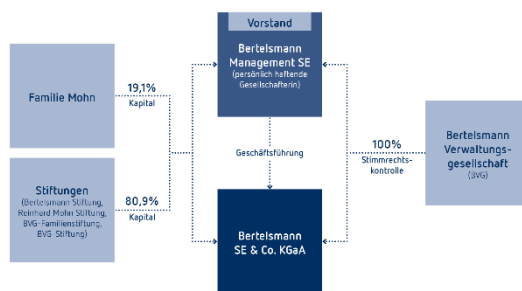 Vorstand
Bertelsmann
Management SE
(persönlich haftende
Gesellschafterin)
Familie Mohn
19,1%
Kapital
Geschäftsführung
100%
Stimmrechts-
kontrolle
Bertelsmann
Verwaltungs-
gesellschaft
(BVG)
Stiftungen
(Bertelsmann Stiftung,
Reinhard Mohn Stiftung,
BVG-Familienstiftung,
BVG-Stiftung)
80,9%
Kapital
Bertelsmann
SE & Co. KGaA